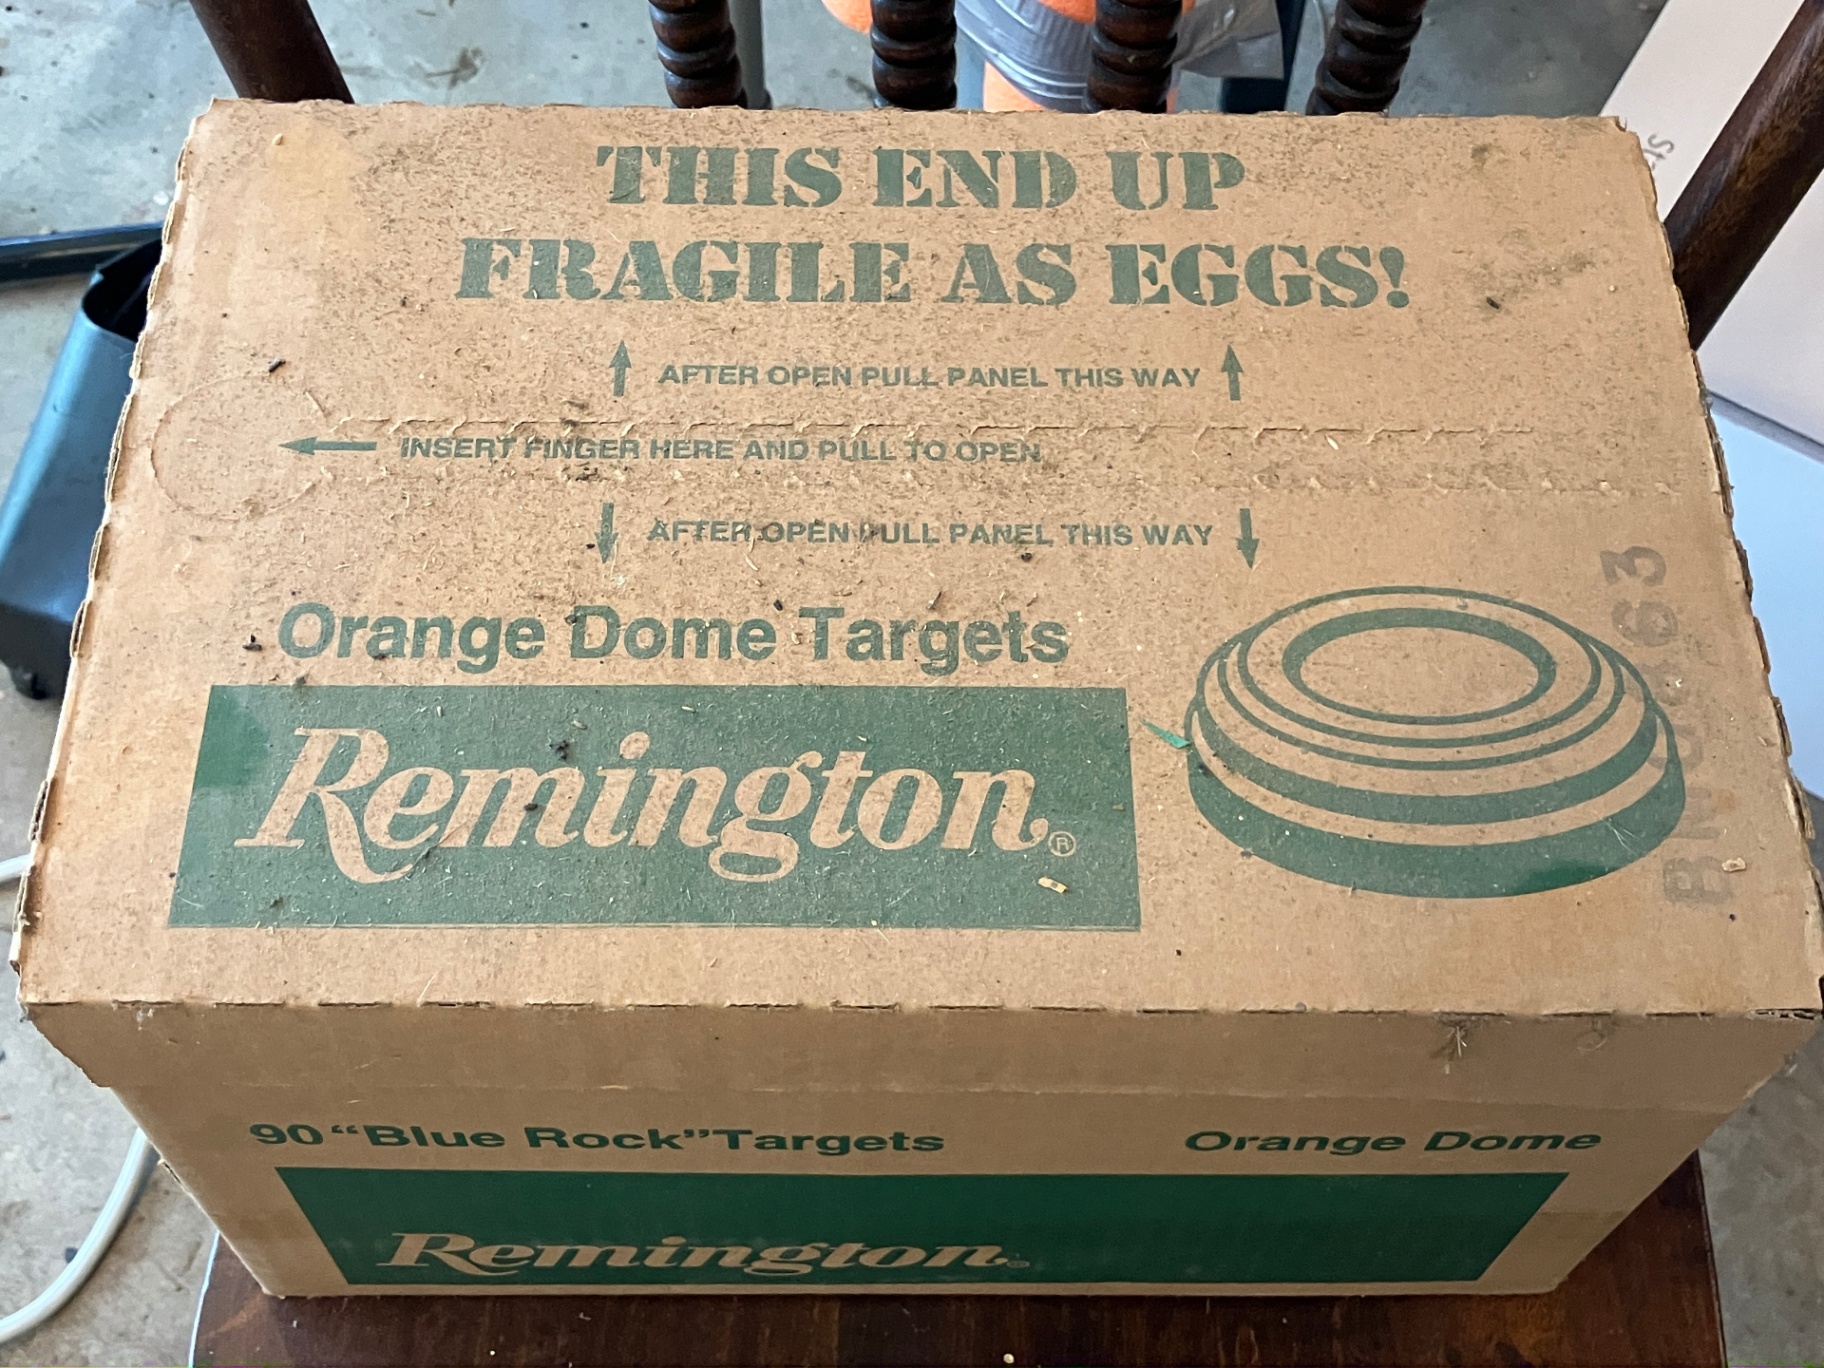 THIS END UP
FRAGILE AS EGGS!
AFTER OPEN PULL PANEL THIS WAY
INSERT FINGER HERE AND PULL TO OPEN
AFTER OPEN PULL PANEL THIS WAY
Orange Dome Targets
Remington®
90 “Blue Rock” Targets
Orange Dome
Remington®